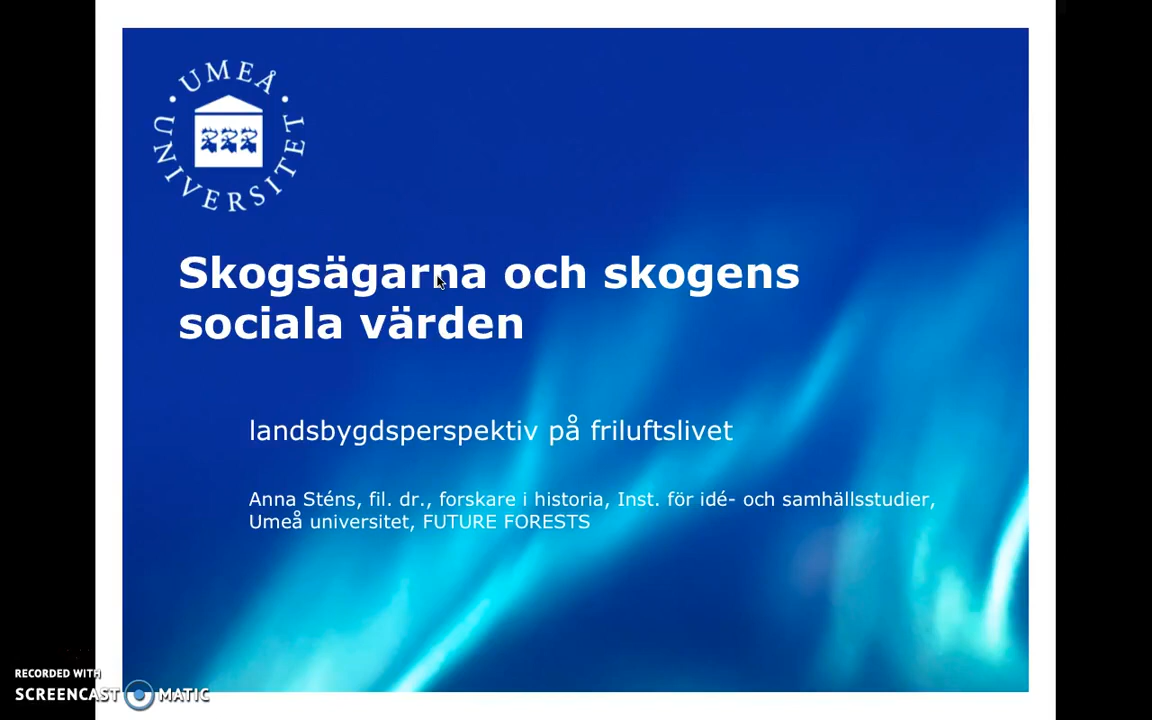 UMEÅ UNIVERSITET
Skogsägarna och skogens
sociala värden
landsbygdsperspektiv på friluftslivet
Anna Sténs, fil. dr., forskare i historia, Inst. för idé- och samhällsstudier,
Umeå universitet, FUTURE FORESTS
RECORDED WITH
SCREENCAST MATIC